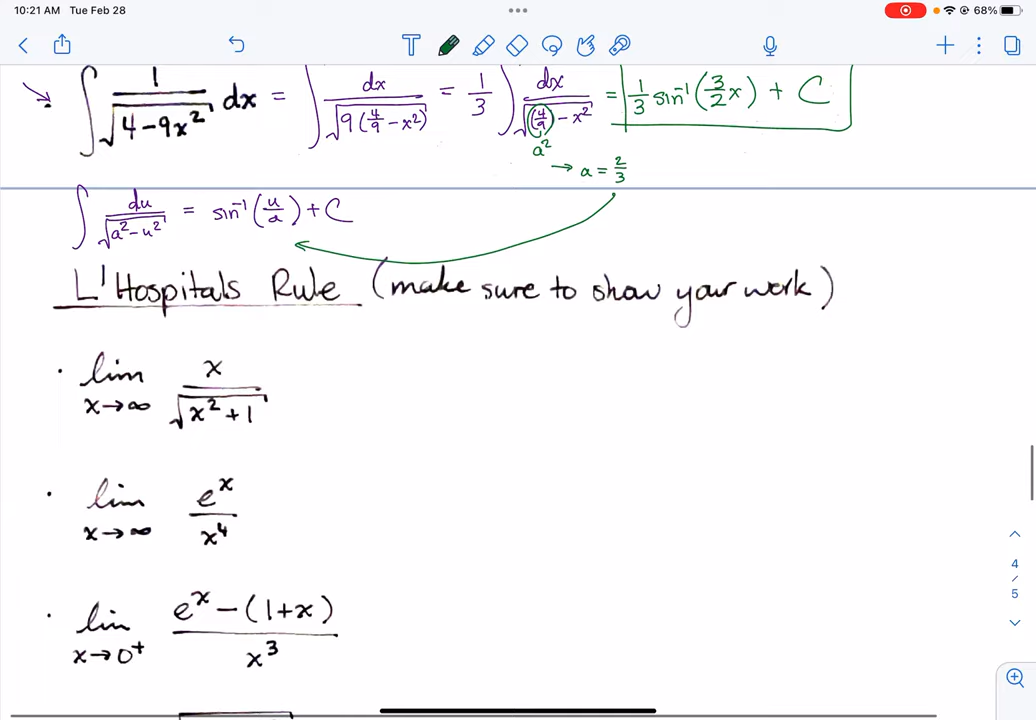 10:21 AM Tue Feb 28
68%
T
∫ 1/√(4-9x²) dx = ∫ dx/√(9(4/9 - x²)) = 1/3 ∫ dx/√((4/9) - x²) = 1/3 sin⁻¹(3/2 x) + C
a²
→ a = 2/3
∫ du/√(a²-u²) = sin⁻¹(u/a) + C
L'Hospitals Rule (make sure to show your work)
· lim x→∞ x/√(x²+1)
· lim x→∞ eˣ/x⁴
· lim x→0⁺ (eˣ-(1+x))/x³
4
/
5